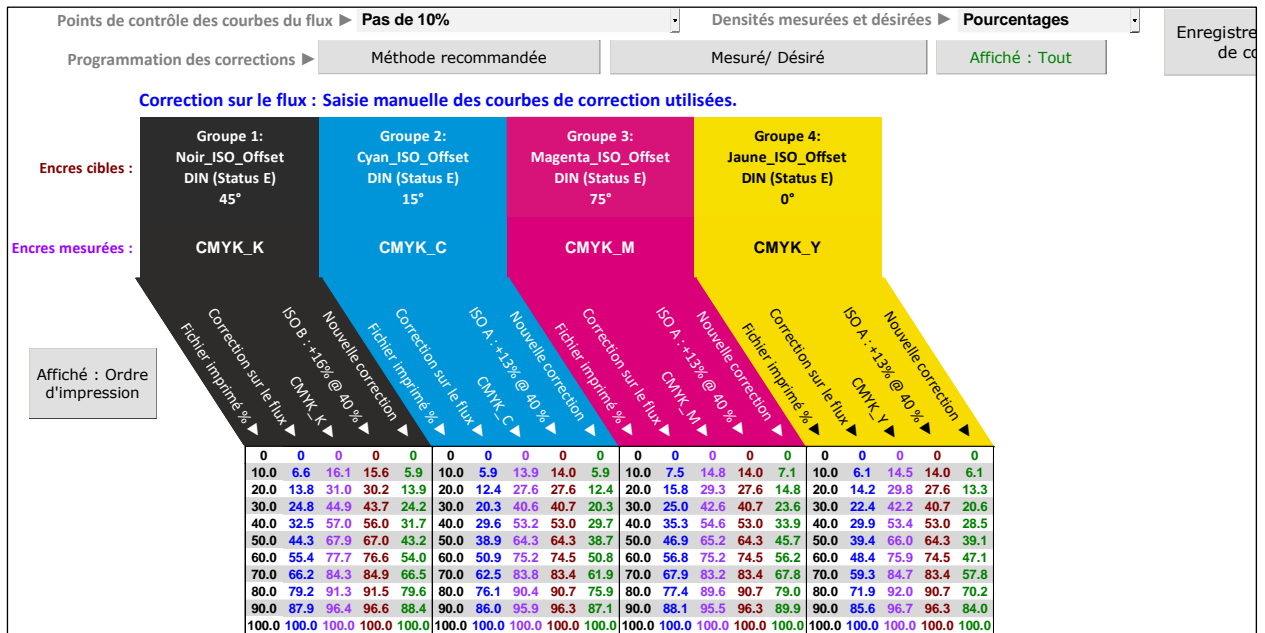 Points de contrôle des courbes du flux ► Pas de 10% Densités mesurées et désirées ► Pourcentages
Enregistre
de co
Programmation des corrections ► Méthode recommandée Mesuré/ Désiré Affiché : Tout
Correction sur le flux : Saisie manuelle des courbes de correction utilisées.
Encres cibles :
Groupe 1:
Noir_ISO_Offset
DIN (Status E)
45°
Groupe 2:
Cyan_ISO_Offset
DIN (Status E)
15°
Groupe 3:
Magenta_ISO_Offset
DIN (Status E)
75°
Groupe 4:
Jaune_ISO_Offset
DIN (Status E)
0°
Encres mesurées : CMYK_K CMYK_C CMYK_M CMYK_Y
Affiché : Ordre
d'impression
Fichier imprimé % ▼
Correction sur le flux ▼
CMYK_K ▼
ISO B : +16% @ 40 % ▼
Nouvelle correction ▼
Fichier imprimé % ▼
Correction sur le flux ▼
CMYK_C ▼
ISO A : +13% @ 40 % ▼
Nouvelle correction ▼
Fichier imprimé % ▼
Correction sur le flux ▼
CMYK_M ▼
ISO A : +13% @ 40 % ▼
Nouvelle correction ▼
Fichier imprimé % ▼
Correction sur le flux ▼
CMYK_Y ▼
ISO A : +13% @ 40 % ▼
Nouvelle correction ▼
0 0 0 0 0 0 0 0 0 0 0 0 0 0 0 0 0 0 0 0
10.0 6.6 16.1 15.6 5.9 10.0 5.9 13.9 14.0 5.9 10.0 7.5 14.8 14.0 7.1 10.0 6.1 14.5 14.0 6.1
20.0 13.8 31.0 30.2 13.9 20.0 12.4 27.6 27.6 12.4 20.0 15.8 29.3 27.6 14.8 20.0 14.2 29.8 27.6 13.3
30.0 24.8 44.9 43.7 24.2 30.0 20.3 40.6 40.7 20.3 30.0 25.0 42.6 40.7 23.6 30.0 22.4 42.2 40.7 20.6
40.0 32.5 57.0 56.0 31.7 40.0 29.6 53.2 53.0 29.7 40.0 35.3 54.6 53.0 33.9 40.0 29.9 53.4 53.0 28.5
50.0 44.3 67.9 67.0 43.2 50.0 38.9 64.3 64.3 38.7 50.0 46.9 65.2 64.3 45.7 50.0 39.4 66.0 64.3 39.1
60.0 55.4 77.7 76.6 54.0 60.0 50.9 75.2 74.5 50.8 60.0 56.8 75.2 74.5 56.2 60.0 48.4 75.9 74.5 47.1
70.0 66.2 84.3 84.9 66.5 70.0 62.5 83.8 83.4 61.9 70.0 67.9 83.2 83.4 67.8 70.0 59.3 84.7 83.4 57.8
80.0 79.2 91.3 91.5 79.6 80.0 76.1 90.4 90.7 75.9 80.0 77.4 89.6 90.7 79.0 80.0 71.9 92.0 90.7 70.2
90.0 87.9 96.4 96.6 88.4 90.0 86.0 95.9 96.3 87.1 90.0 88.1 95.5 96.3 89.9 90.0 85.6 96.7 96.3 84.0
100.0 100.0 100.0 100.0 100.0 100.0 100.0 100.0 100.0 100.0 100.0 100.0 100.0 100.0 100.0 100.0 100.0 100.0 100.0 100.0